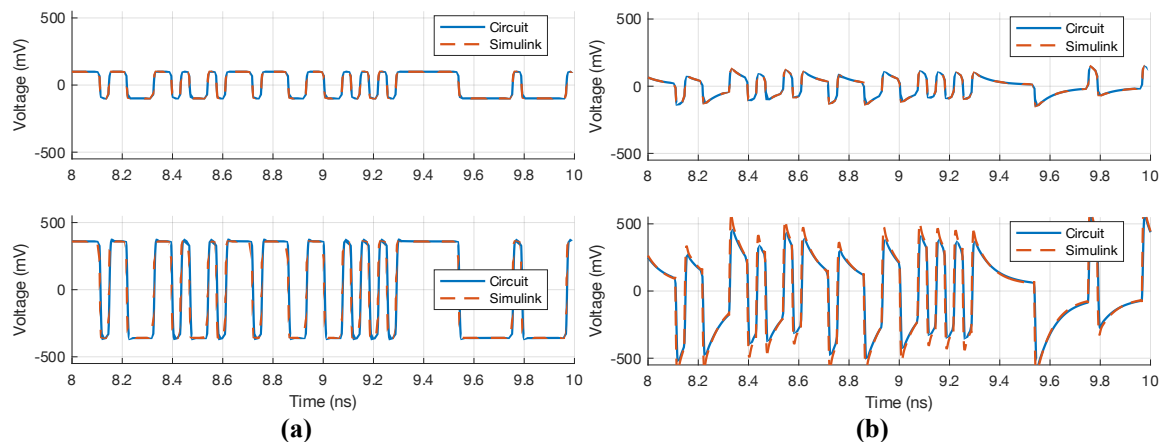 500
0
-500
Voltage (mV)
Circuit
Simulink
8 8.2 8.4 8.6 8.8 9 9.2 9.4 9.6 9.8 10
500
0
-500
Voltage (mV)
Circuit
Simulink
8 8.2 8.4 8.6 8.8 9 9.2 9.4 9.6 9.8 10
Time (ns)
(a)
500
0
-500
Voltage (mV)
Circuit
Simulink
8 8.2 8.4 8.6 8.8 9 9.2 9.4 9.6 9.8 10
500
0
-500
Voltage (mV)
Circuit
Simulink
8 8.2 8.4 8.6 8.8 9 9.2 9.4 9.6 9.8 10
Time (ns)
(b)